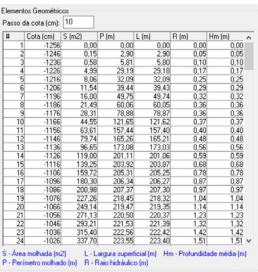 Elementos Geométricos
Passo da cota (cm): 10
# Cota (cm) S (m2) P (m) L (m) R (m) Hm (m)
1 -1256 0,00 0,00 0,00 0,00 0,00
2 -1246 0,15 2,90 2,90 0,05 0,05
3 -1236 0,58 5,81 5,80 0,10 0,10
4 -1226 4,99 29,19 29,18 0,17 0,17
5 -1216 8,06 32,09 32,09 0,25 0,25
6 -1206 11,54 39,44 39,43 0,29 0,29
7 -1196 16,00 49,75 49,74 0,32 0,32
8 -1186 21,49 60,06 60,05 0,36 0,36
9 -1176 28,31 78,88 78,87 0,36 0,36
10 -1166 44,55 121,65 121,62 0,37 0,37
11 -1156 63,61 157,44 157,40 0,40 0,40
12 -1146 79,74 165,26 165,21 0,48 0,48
13 -1136 96,65 173,08 173,03 0,56 0,56
14 -1126 119,00 201,11 201,06 0,59 0,59
15 -1116 139,25 203,92 203,87 0,68 0,68
16 -1106 159,72 205,31 205,25 0,78 0,78
17 -1096 180,30 206,34 206,27 0,87 0,87
18 -1086 200,98 207,37 207,30 0,97 0,97
19 -1076 227,26 218,45 218,32 1,04 1,04
20 -1066 249,14 219,47 219,35 1,14 1,14
21 -1056 271,13 220,50 220,37 1,23 1,23
22 -1046 293,21 221,53 221,39 1,32 1,32
23 -1036 315,40 222,56 222,42 1,42 1,42
24 -1026 337,70 223,55 223,40 1,51 1,51
S - Área molhada (m2) L - Largura superficial (m) Hm - Profundidade média (m)
P - Perímetro molhado (m) R - Raio hidráulico (m)